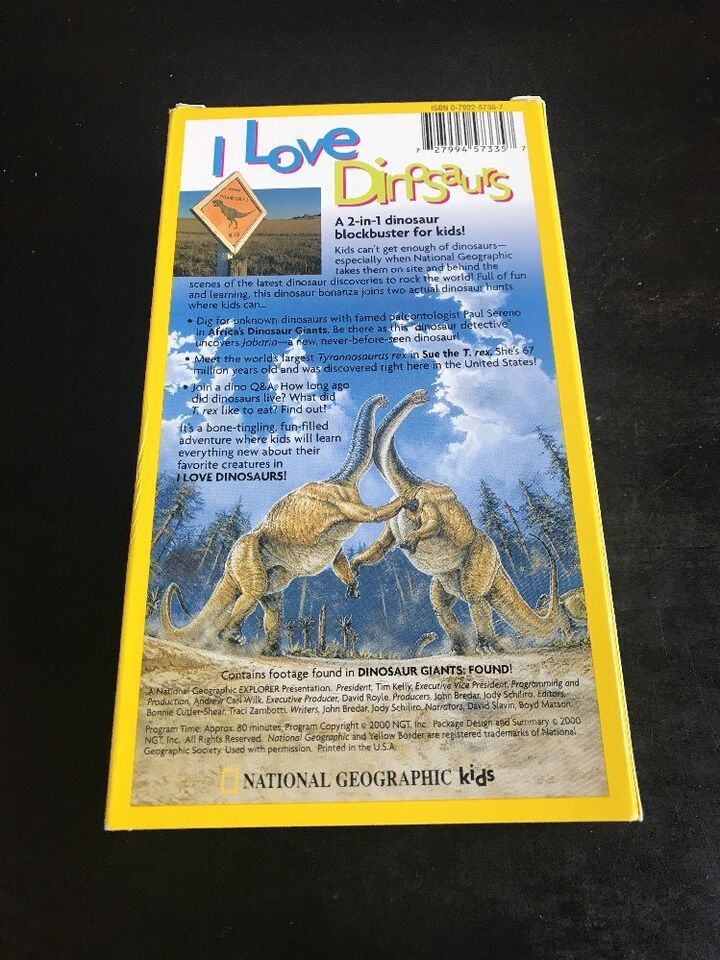 ISBN 0-7922-5736-7
7 27994 57335 7
I Love
Dinosaurs
A 2-in-1 dinosaur
blockbuster for kids!
Kids can't get enough of dinosaurs—
especially when National Geographic
takes them on site and behind the
scenes of the latest dinosaur discoveries to rock the world! Full of fun
and learning, this dinosaur bonanza joins two actual dinosaur hunts
where kids can...
• Dig for unknown dinosaurs with famed paleontologist Paul Sereno
in Africa's Dinosaur Giants. Be there as this "dinosaur detective"
uncovers Jobaria—a new, never-before-seen dinosaur!
• Meet the world's largest Tyrannosaurus rex in Sue the T. rex. She's 67
million years old and was discovered right here in the United States!
• Join a dino Q&A. How long ago
did dinosaurs live? What did
T. rex like to eat? Find out!
It's a bone-tingling, fun-filled
adventure where kids will learn
everything new about their
favorite creatures in
I LOVE DINOSAURS!
Contains footage found in DINOSAUR GIANTS: FOUND!
A National Geographic EXPLORER Presentation. President, Tim Kelly, Executive Vice President, Programming and
Production, Andrew Carl Wilk, Executive Producer, David Royle. Producers, John Bredar, Jody Schiliro. Editors,
Bonnie Cutler-Shear, Traci Zambotti. Writers, John Bredar, Jody Schiliro. Narrators, David Slavin, Boyd Matson.
Program Time: Approx. 80 minutes. Program Copyright © 2000 NGT, Inc. Package Design and Summary © 2000
NGT, Inc. All Rights Reserved. National Geographic and Yellow Border are registered trademarks of National
Geographic Society. Used with permission. Printed in the U.S.A.
NATIONAL GEOGRAPHIC kids